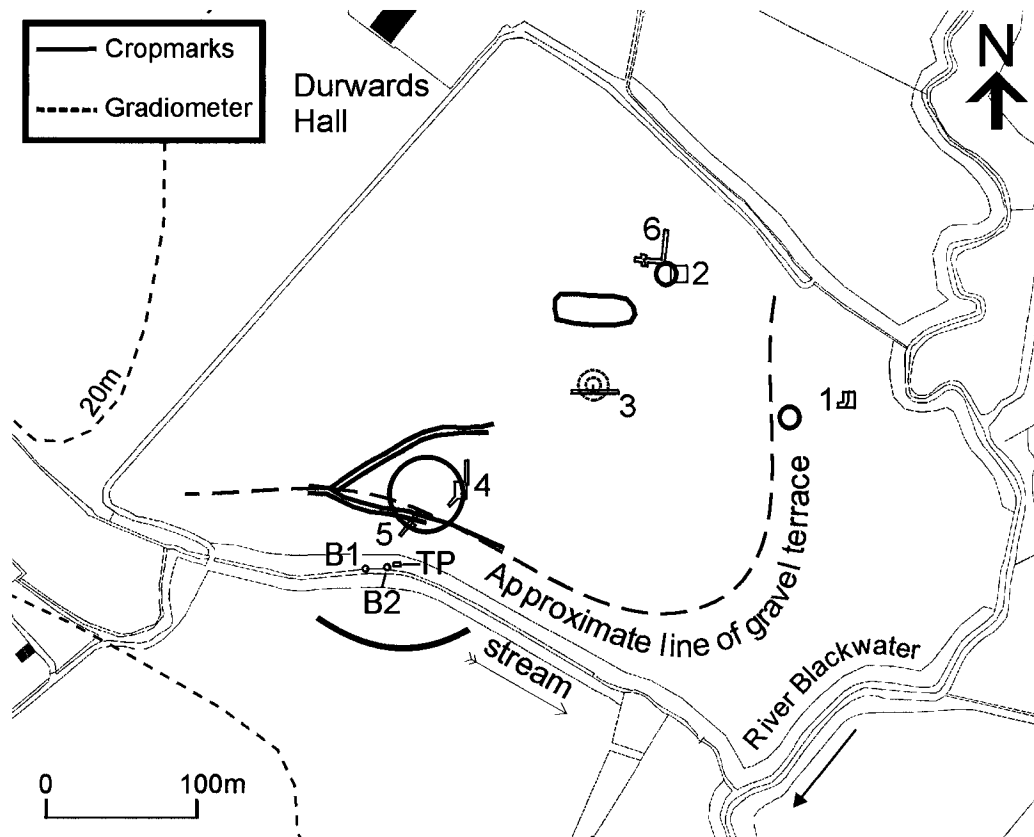 Cropmarks
Gradiometer
Durwards
Hall
N
20m
6
2
3
1
4
5
B1
TP
B2
Approximate line of gravel terrace
stream
River Blackwater
0
100m